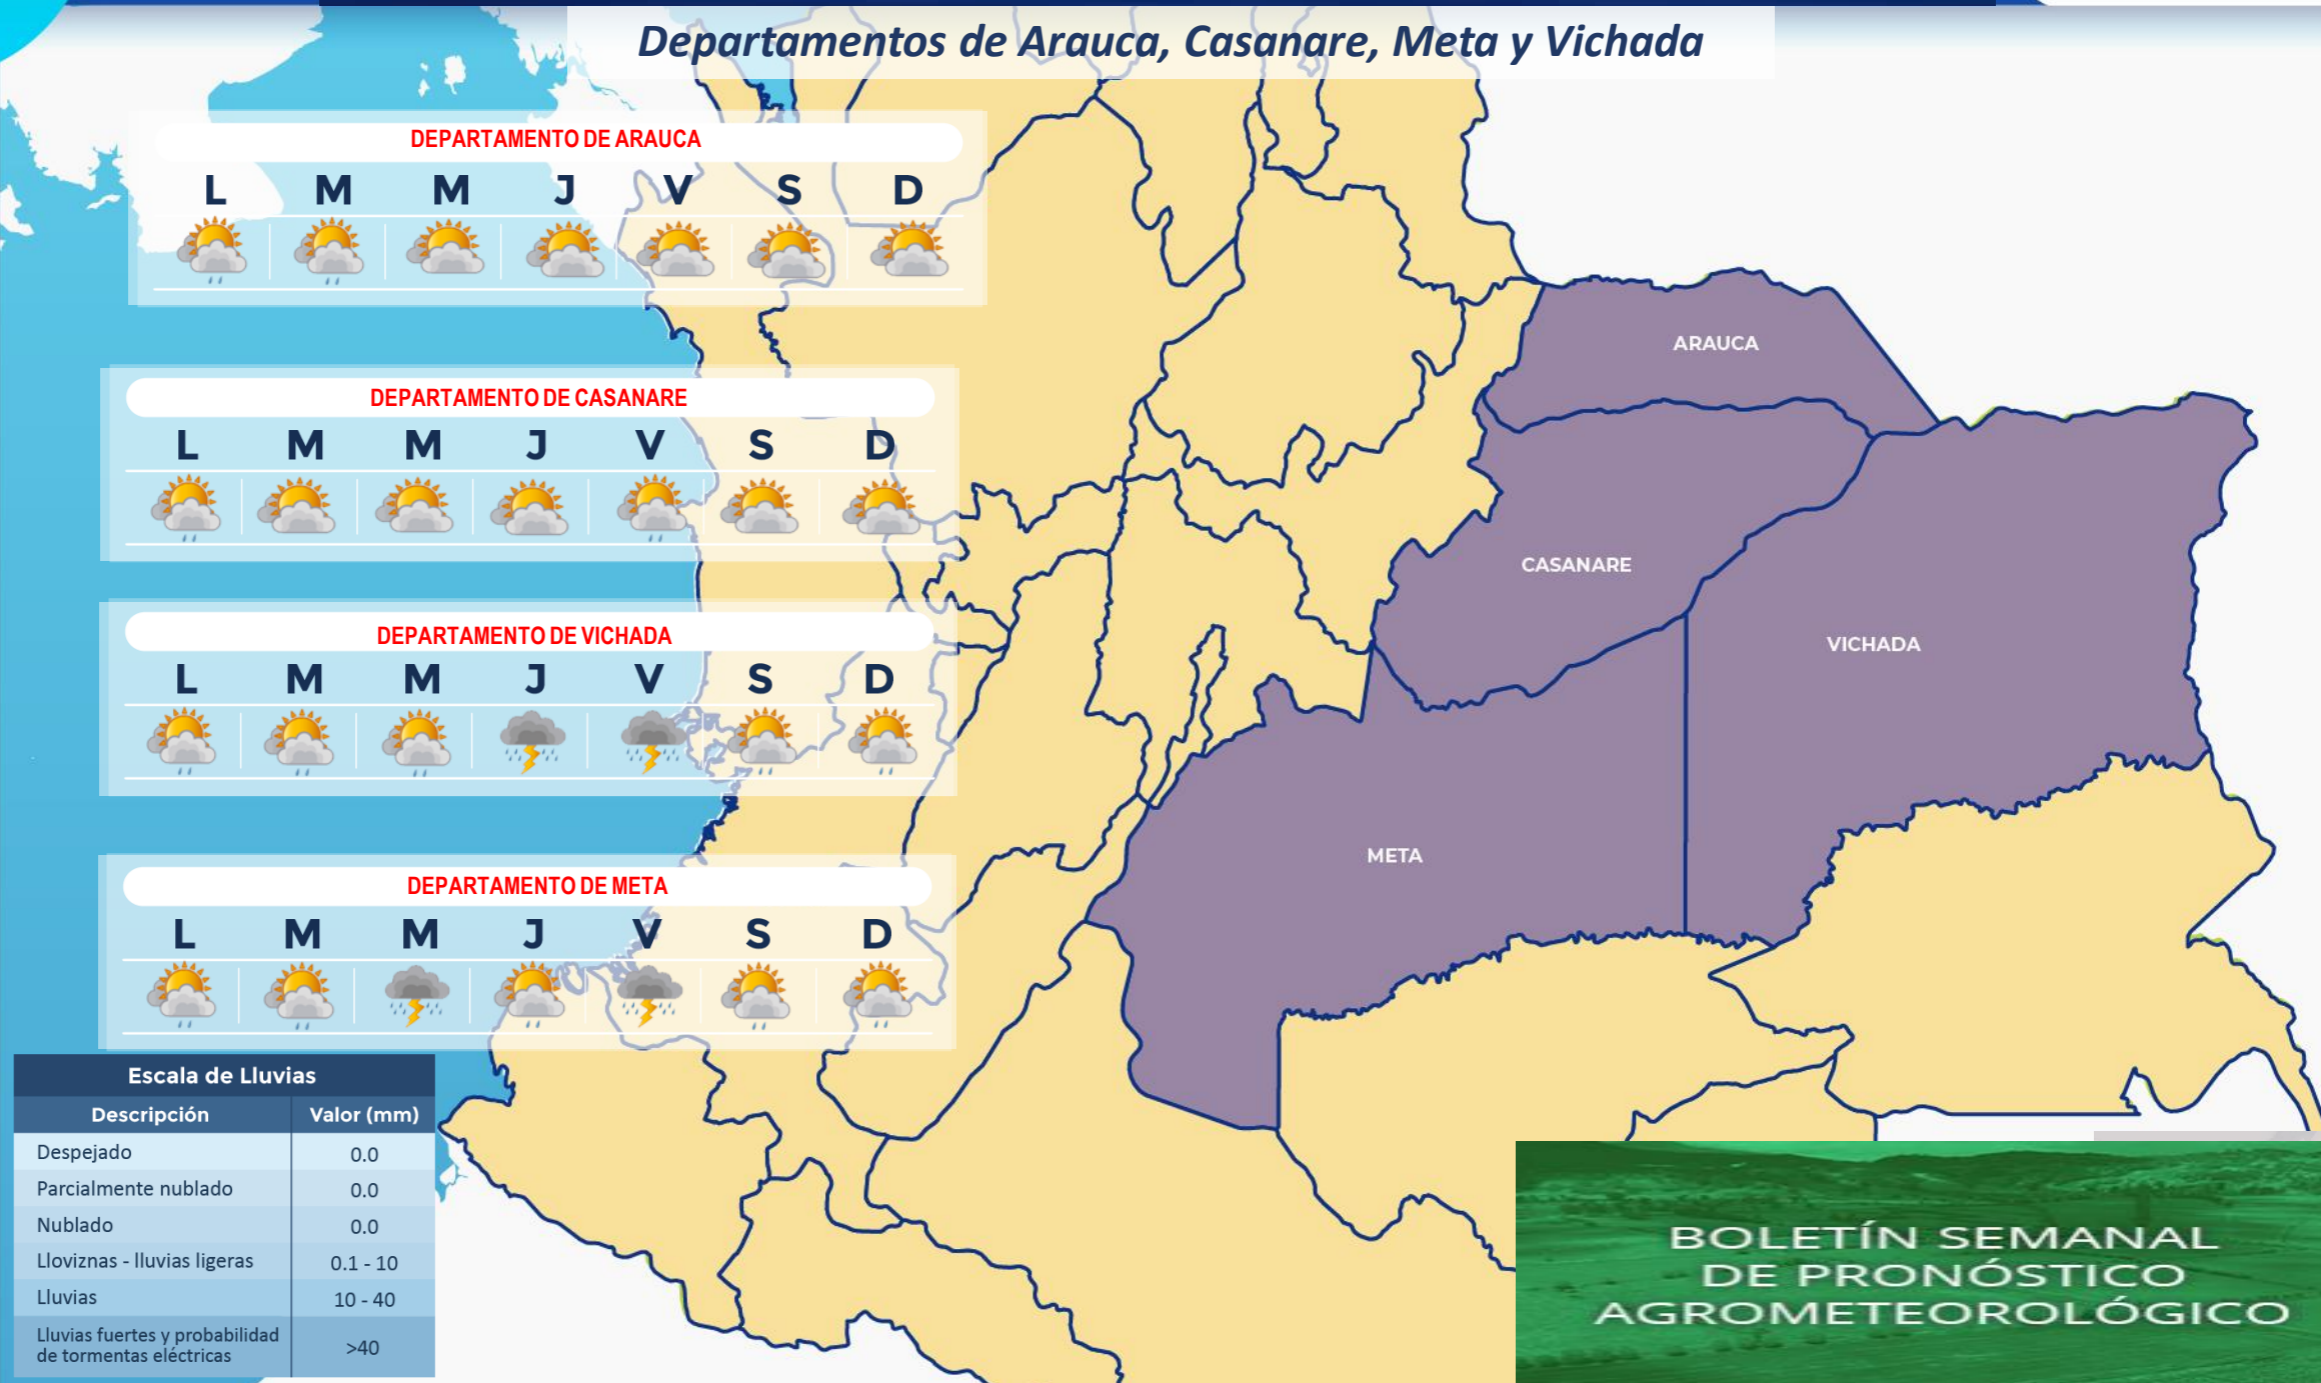 Departamentos de Arauca, Casanare, Meta y Vichada
DEPARTAMENTO DE ARAUCA
L M M J V S D
DEPARTAMENTO DE CASANARE
L M M J V S D
DEPARTAMENTO DE VICHADA
L M M J V S D
DEPARTAMENTO DE META
L M M J V S D
ARAUCA
CASANARE
VICHADA
META
Escala de Lluvias
Descripción Valor (mm)
Despejado 0.0
Parcialmente nublado 0.0
Nublado 0.0
Lloviznas - lluvias ligeras 0.1 - 10
Lluvias 10 - 40
Lluvias fuertes y probabilidad
de tormentas eléctricas >40
BOLETÍN SEMANAL
DE PRONÓSTICO
AGROMETEOROLÓGICO